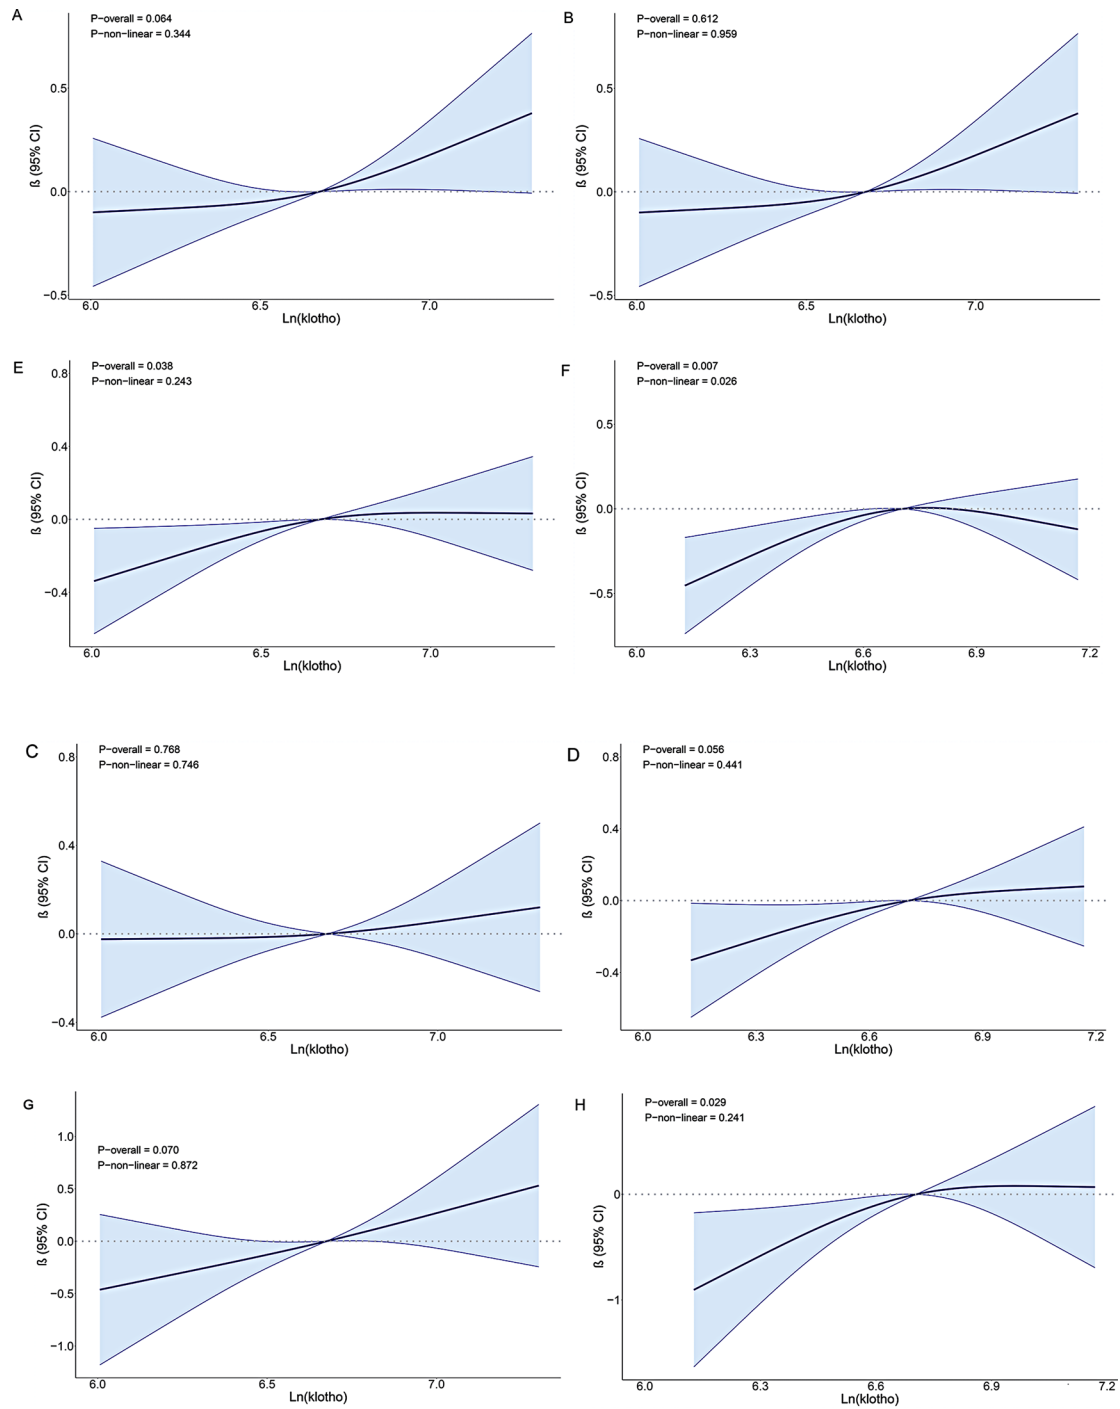 A
P−overall = 0.064
P−non−linear = 0.344
0.5
0.0
−0.5
ß (95% CI)
6.0
6.5
7.0
Ln(klotho)
B
P−overall = 0.612
P−non−linear = 0.959
0.5
0.0
−0.5
ß (95% CI)
6.0
6.5
7.0
Ln(klotho)
E
P−overall = 0.038
P−non−linear = 0.243
0.8
0.4
0.0
−0.4
ß (95% CI)
6.0
6.5
7.0
Ln(klotho)
F
P−overall = 0.007
P−non−linear = 0.026
0.5
0.0
−0.5
ß (95% CI)
6.0
6.3
6.6
6.9
7.2
Ln(klotho)
C
P−overall = 0.768
P−non−linear = 0.746
0.8
0.4
0.0
−0.4
ß (95% CI)
6.0
6.5
7.0
Ln(klotho)
D
P−overall = 0.056
P−non−linear = 0.441
0.8
0.4
0.0
−0.4
ß (95% CI)
6.0
6.3
6.6
6.9
7.2
Ln(klotho)
G
P−overall = 0.070
P−non−linear = 0.872
1.0
0.5
0.0
−0.5
−1.0
ß (95% CI)
6.0
6.5
7.0
Ln(klotho)
H
P−overall = 0.029
P−non−linear = 0.241
0
−1
ß (95% CI)
6.0
6.3
6.6
6.9
7.2
Ln(klotho)